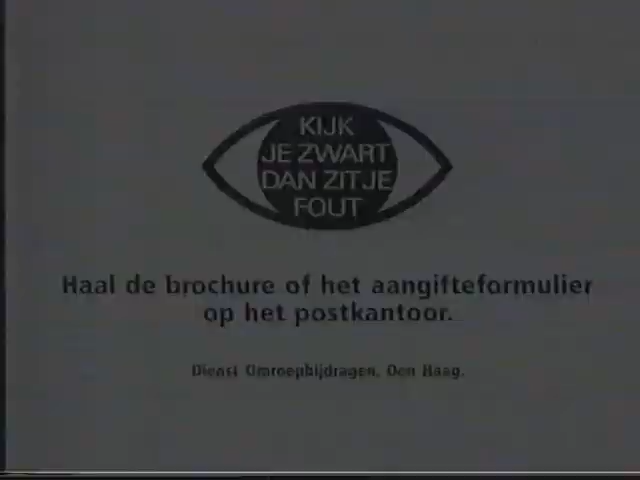 KIJK
JE ZWART
DAN ZIT JE
FOUT
Haal de brochure of het aangifteformulier
op het postkantoor.
Dienst Omroepbijdragen, Den Haag.